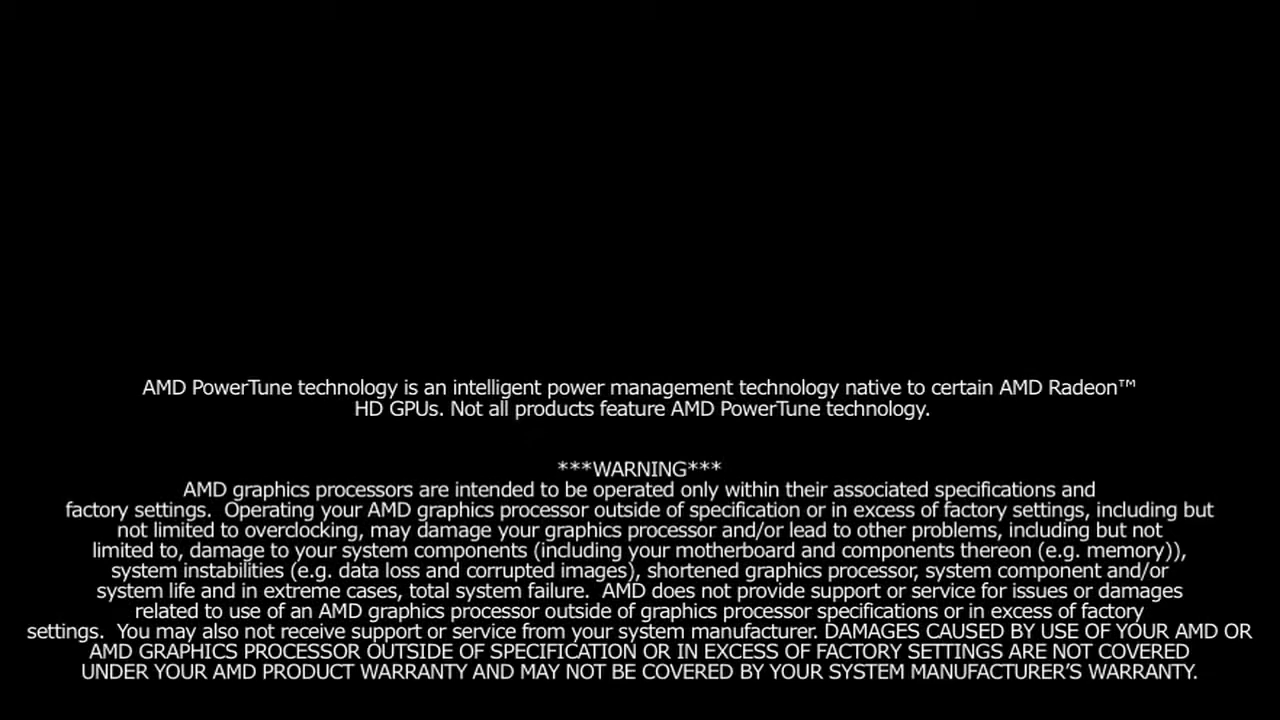 AMD PowerTune technology is an intelligent power management technology native to certain AMD Radeon™
HD GPUs. Not all products feature AMD PowerTune technology.
***WARNING***
AMD graphics processors are intended to be operated only within their associated specifications and
factory settings.  Operating your AMD graphics processor outside of specification or in excess of factory settings, including but
not limited to overclocking, may damage your graphics processor and/or lead to other problems, including but not
limited to, damage to your system components (including your motherboard and components thereon (e.g. memory)),
system instabilities (e.g. data loss and corrupted images), shortened graphics processor, system component and/or
system life and in extreme cases, total system failure.  AMD does not provide support or service for issues or damages
related to use of an AMD graphics processor outside of graphics processor specifications or in excess of factory
settings.  You may also not receive support or service from your system manufacturer. DAMAGES CAUSED BY USE OF YOUR AMD OR
AMD GRAPHICS PROCESSOR OUTSIDE OF SPECIFICATION OR IN EXCESS OF FACTORY SETTINGS ARE NOT COVERED
UNDER YOUR AMD PRODUCT WARRANTY AND MAY NOT BE COVERED BY YOUR SYSTEM MANUFACTURER’S WARRANTY.